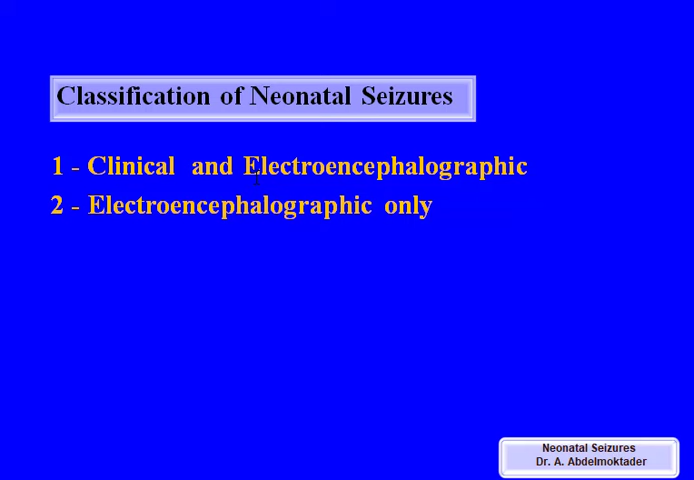 Classification of Neonatal Seizures
1 - Clinical and Electroencephalographic
2 - Electroencephalographic only
Neonatal Seizures
Dr. A. Abdelmoktader